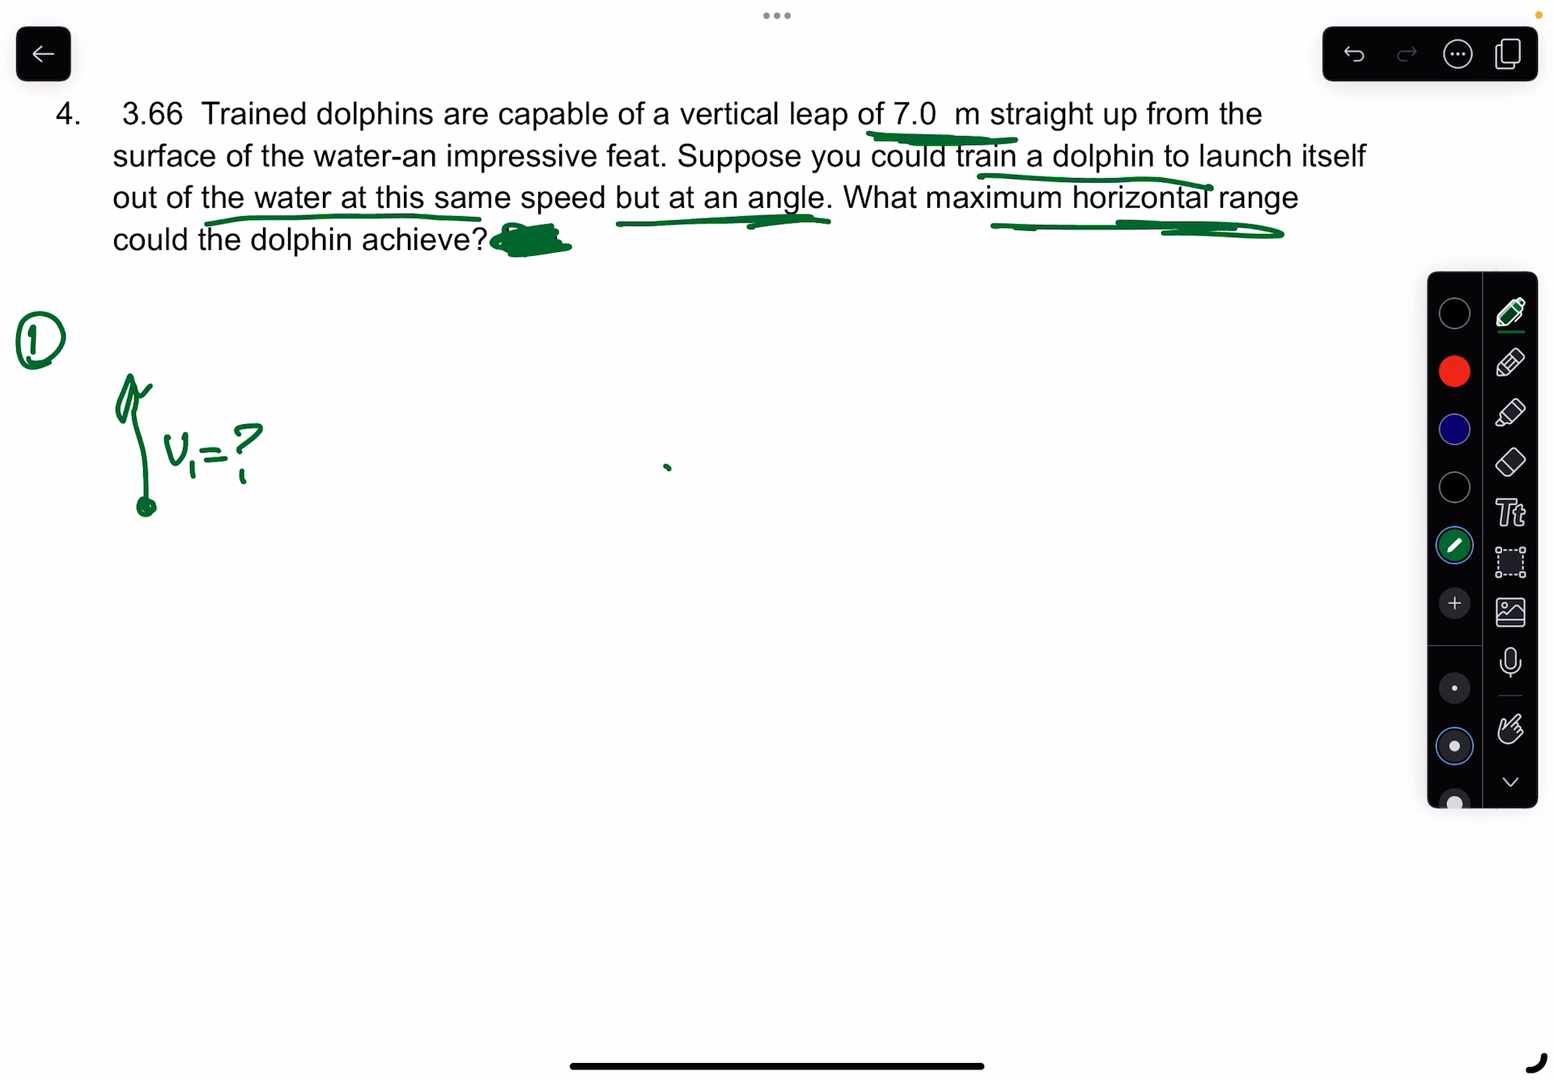 4. 3.66 Trained dolphins are capable of a vertical leap of 7.0 m straight up from the
surface of the water-an impressive feat. Suppose you could train a dolphin to launch itself
out of the water at this same speed but at an angle. What maximum horizontal range
could the dolphin achieve?
1
V₁=?
Tt